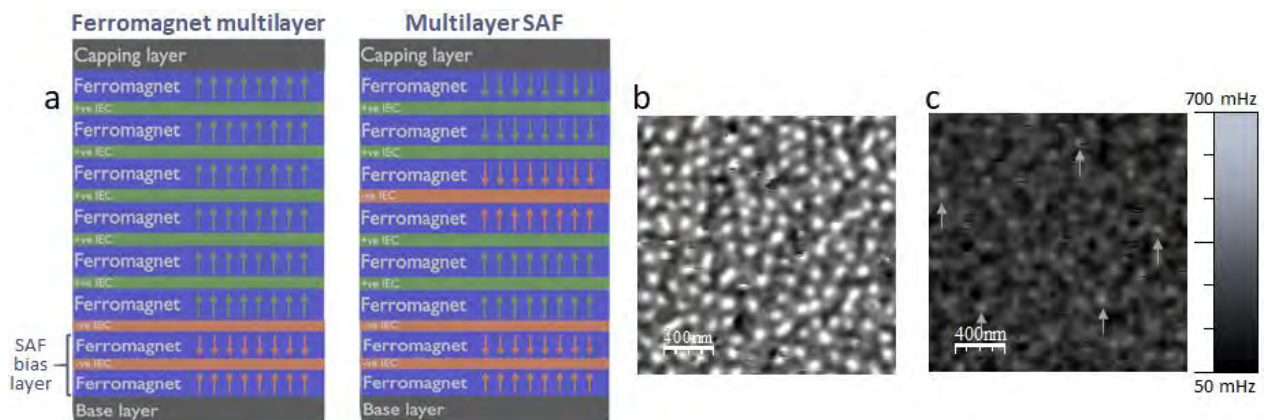 Ferromagnet multilayer
Multilayer SAF
a
Capping layer
Ferromagnet
+ve IEC
Ferromagnet
+ve IEC
Ferromagnet
+ve IEC
Ferromagnet
+ve IEC
Ferromagnet
+ve IEC
Ferromagnet
-ve IEC
Ferromagnet
-ve IEC
Ferromagnet
Base layer
SAF
bias
layer
Capping layer
Ferromagnet
+ve IEC
Ferromagnet
+ve IEC
Ferromagnet
-ve IEC
Ferromagnet
+ve IEC
Ferromagnet
+ve IEC
Ferromagnet
-ve IEC
Ferromagnet
-ve IEC
Ferromagnet
Base layer
b
400nm
c
400nm
700 mHz
50 mHz